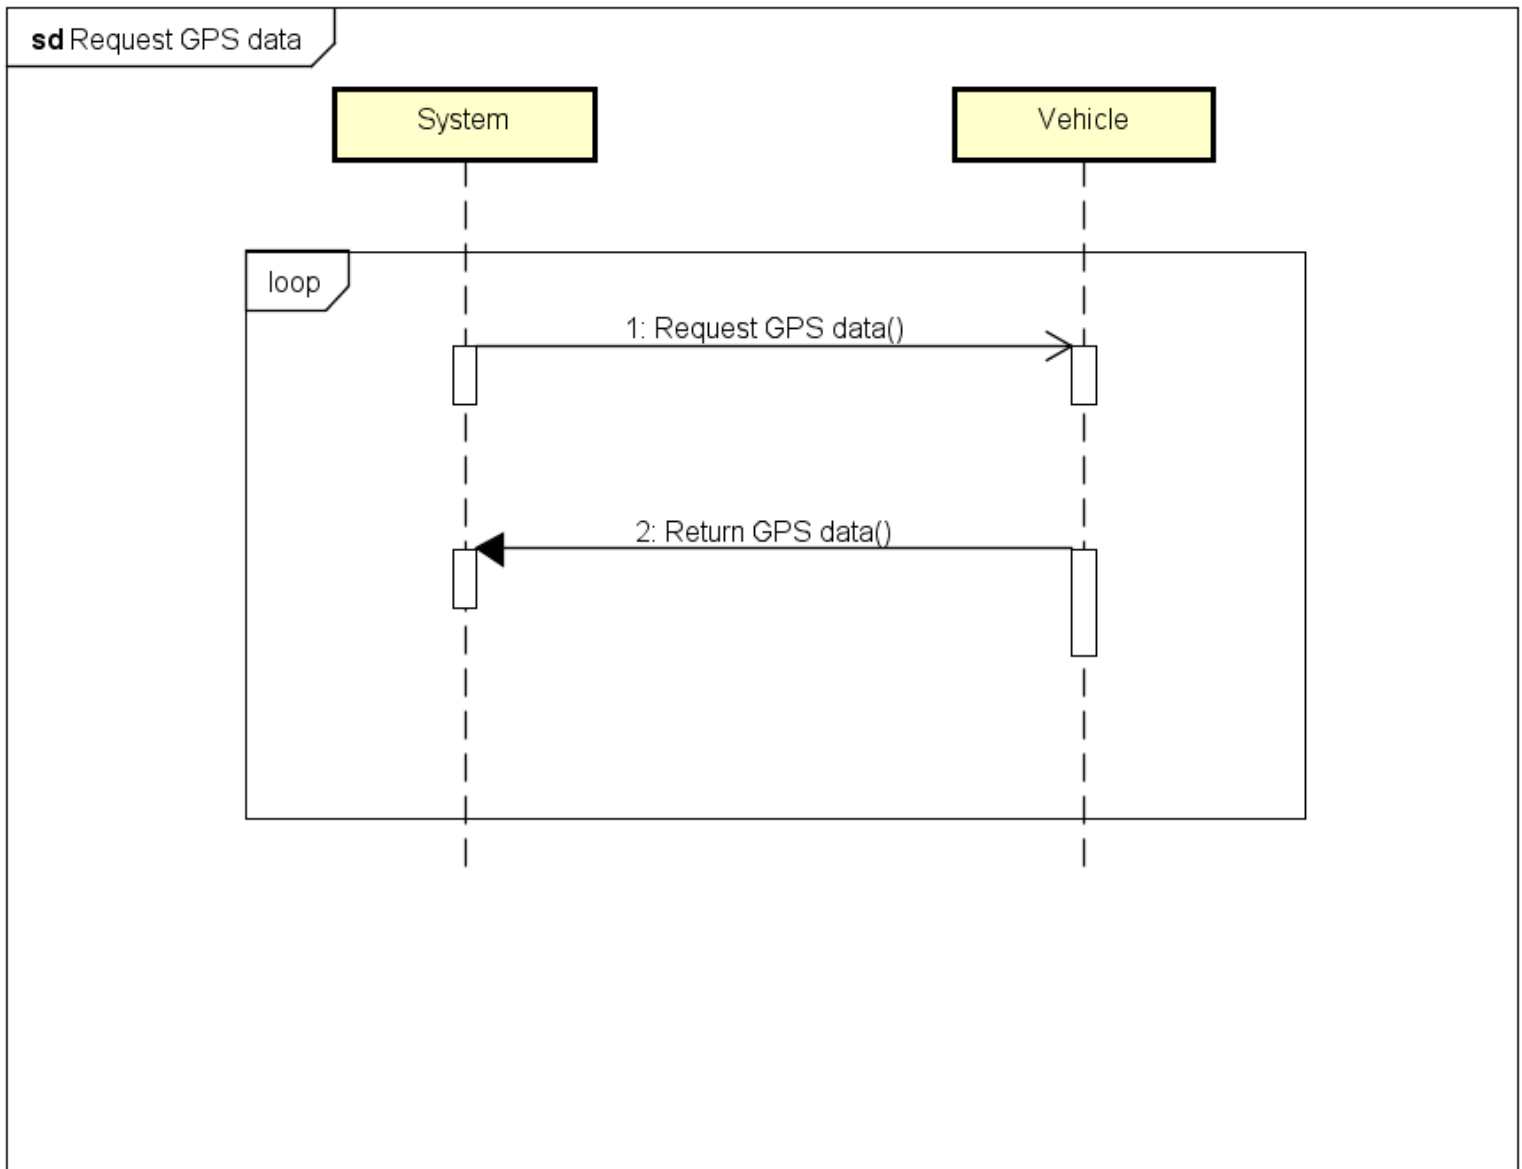 sd Request GPS data
System
Vehicle
loop
1: Request GPS data()
2: Return GPS data()